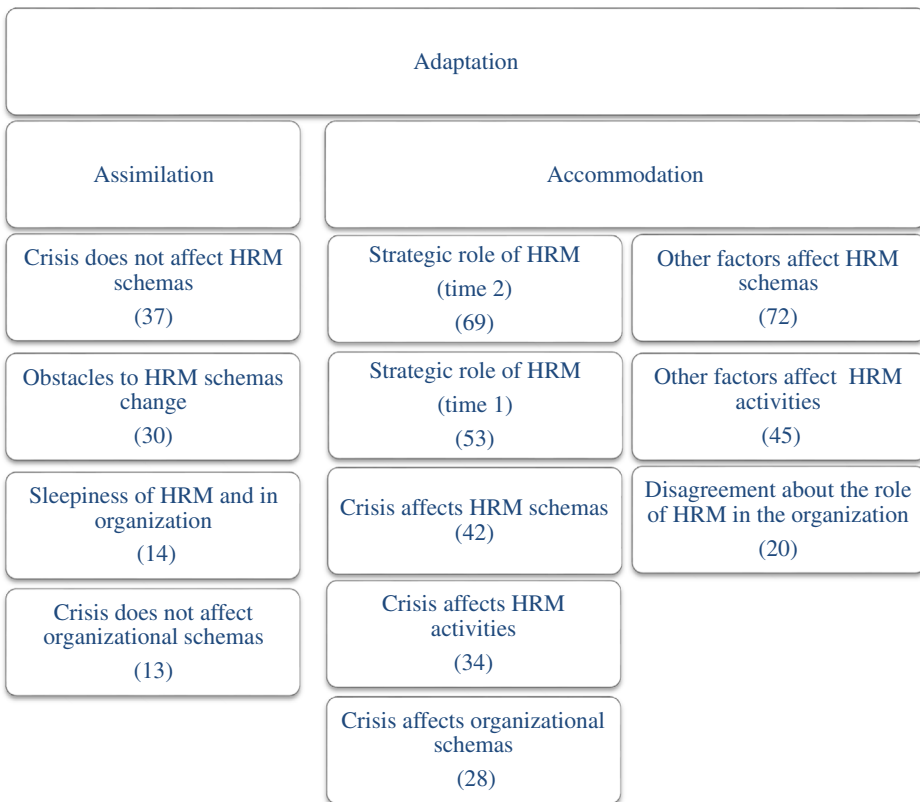 Adaptation
Assimilation
Accommodation
Crisis does not affect HRM
schemas
(37)
Obstacles to HRM schemas
change
(30)
Sleepiness of HRM and in
organization
(14)
Crisis does not affect
organizational schemas
(13)
Strategic role of HRM
(time 2)
(69)
Strategic role of HRM
(time 1)
(53)
Crisis affects HRM schemas
(42)
Crisis affects HRM
activities
(34)
Crisis affects organizational
schemas
(28)
Other factors affect HRM
schemas
(72)
Other factors affect HRM
activities
(45)
Disagreement about the role
of HRM in the organization
(20)